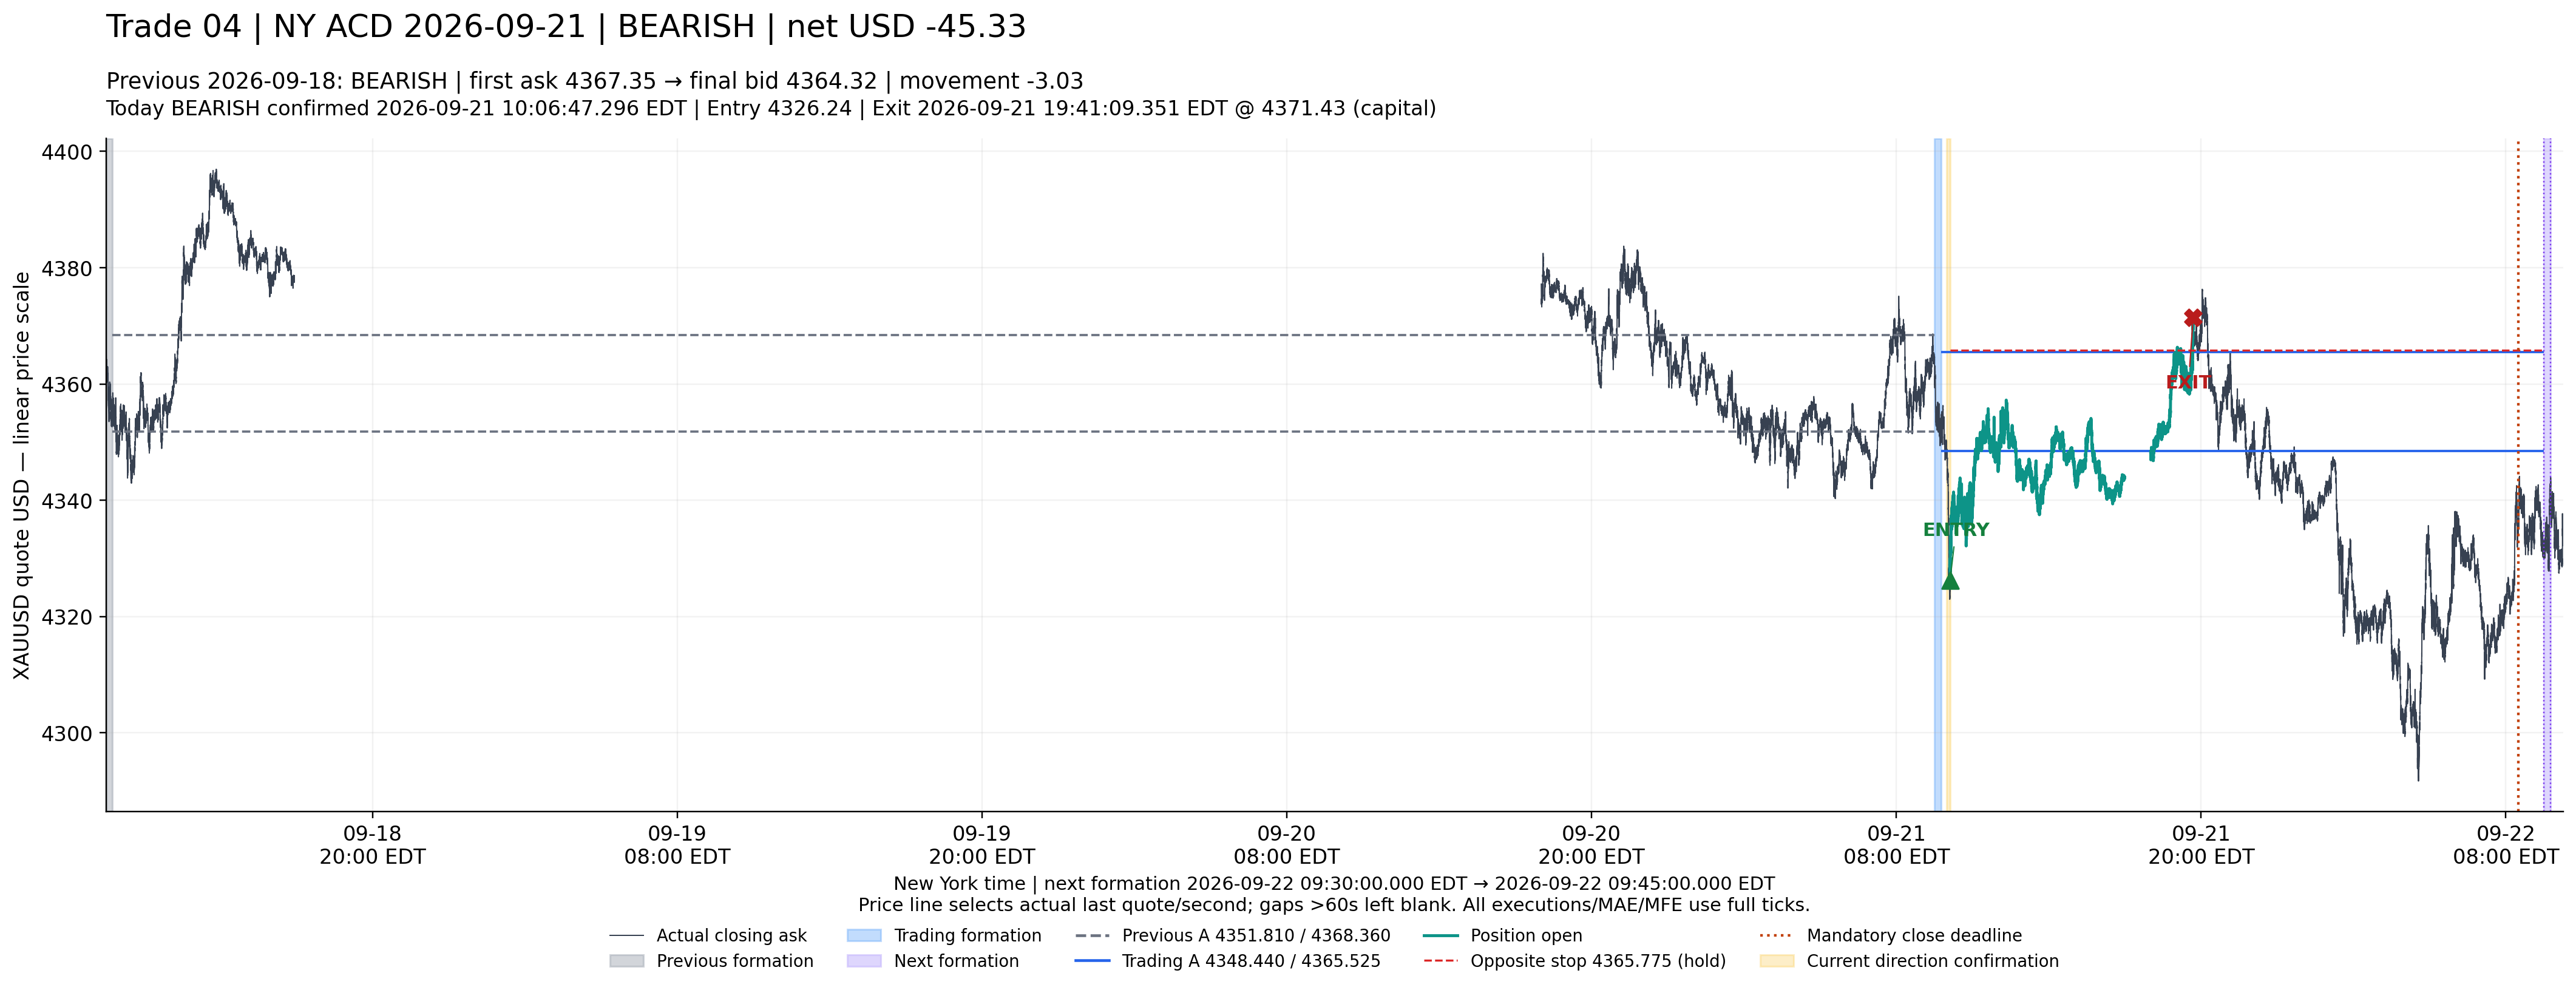 Trade 04 | NY ACD 2026-09-21 | BEARISH | net USD -45.33
Previous 2026-09-18: BEARISH | first ask 4367.35 → final bid 4364.32 | movement -3.03
Today BEARISH confirmed 2026-09-21 10:06:47.296 EDT | Entry 4326.24 | Exit 2026-09-21 19:41:09.351 EDT @ 4371.43 (capital)
XAUUSD quote USD — linear price scale
4400
4380
4360
4340
4320
4300
EXIT
ENTRY
09-18 09-19 09-19 09-20 09-20 09-21 09-21 09-22
20:00 EDT 08:00 EDT 20:00 EDT 08:00 EDT 20:00 EDT 08:00 EDT 20:00 EDT 08:00 EDT
New York time | next formation 2026-09-22 09:30:00.000 EDT → 2026-09-22 09:45:00.000 EDT
Price line selects actual last quote/second; gaps >60s left blank. All executions/MAE/MFE use full ticks.
Actual closing ask Trading formation Previous A 4351.810 / 4368.360 Position open Mandatory close deadline
Previous formation Next formation Trading A 4348.440 / 4365.525 Opposite stop 4365.775 (hold) Current direction confirmation